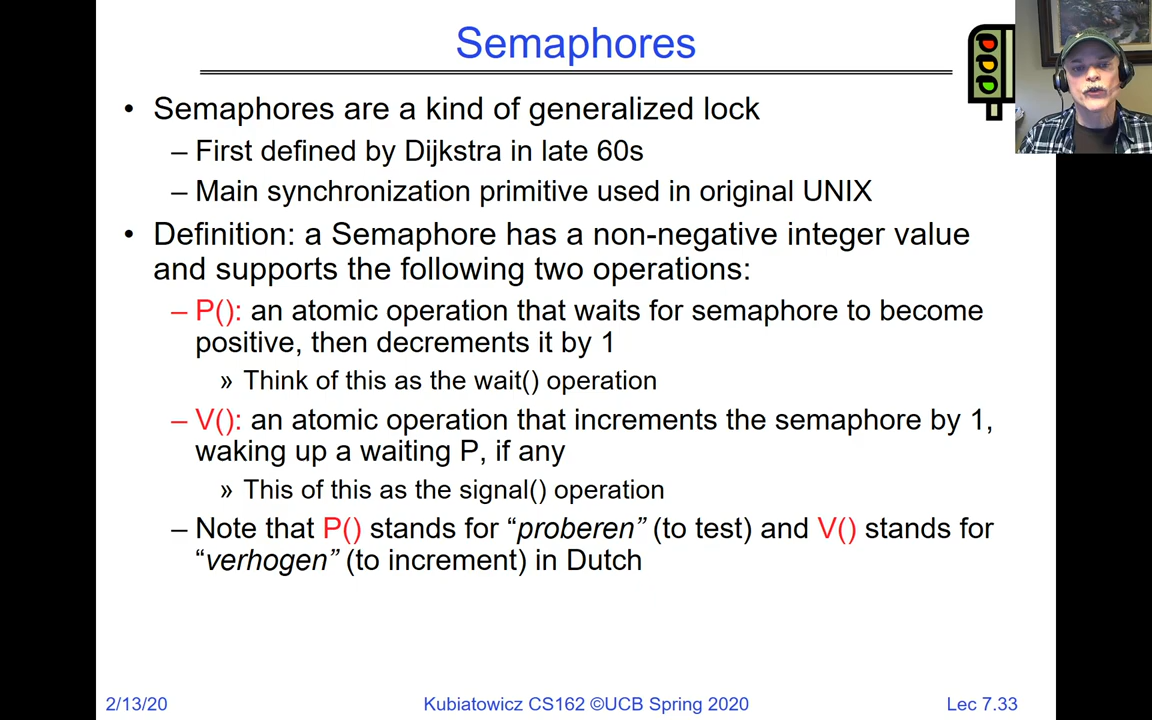 Semaphores
• Semaphores are a kind of generalized lock
– First defined by Dijkstra in late 60s
– Main synchronization primitive used in original UNIX
• Definition: a Semaphore has a non-negative integer value
and supports the following two operations:
– P(): an atomic operation that waits for semaphore to become
positive, then decrements it by 1
» Think of this as the wait() operation
– V(): an atomic operation that increments the semaphore by 1,
waking up a waiting P, if any
» This of this as the signal() operation
– Note that P() stands for “proberen” (to test) and V() stands for
“verhogen” (to increment) in Dutch
2/13/20 Kubiatowicz CS162 ©UCB Spring 2020 Lec 7.33